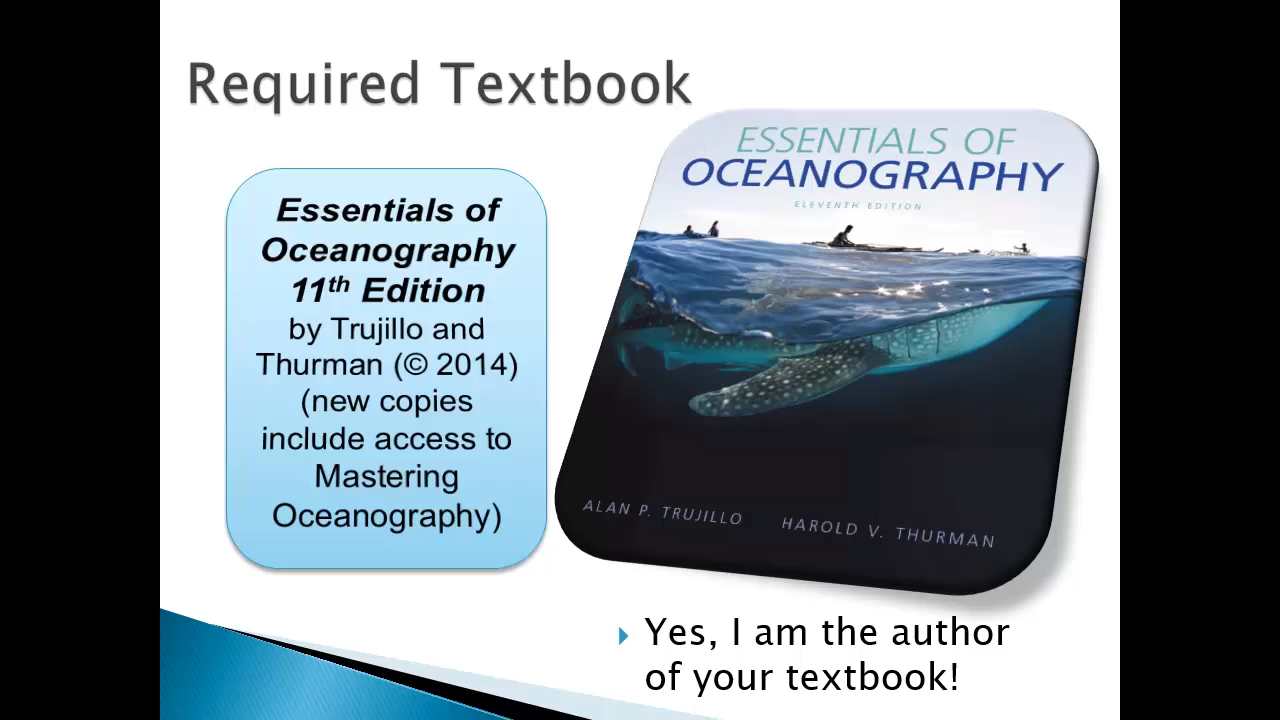 Required Textbook
Essentials of
Oceanography
11th Edition
by Trujillo and
Thurman (© 2014)
(new copies
include access to
Mastering
Oceanography)
ESSENTIALS OF
OCEANOGRAPHY
ELEVENTH EDITION
ALAN P. TRUJILLO HAROLD V. THURMAN
Yes, I am the author
of your textbook!